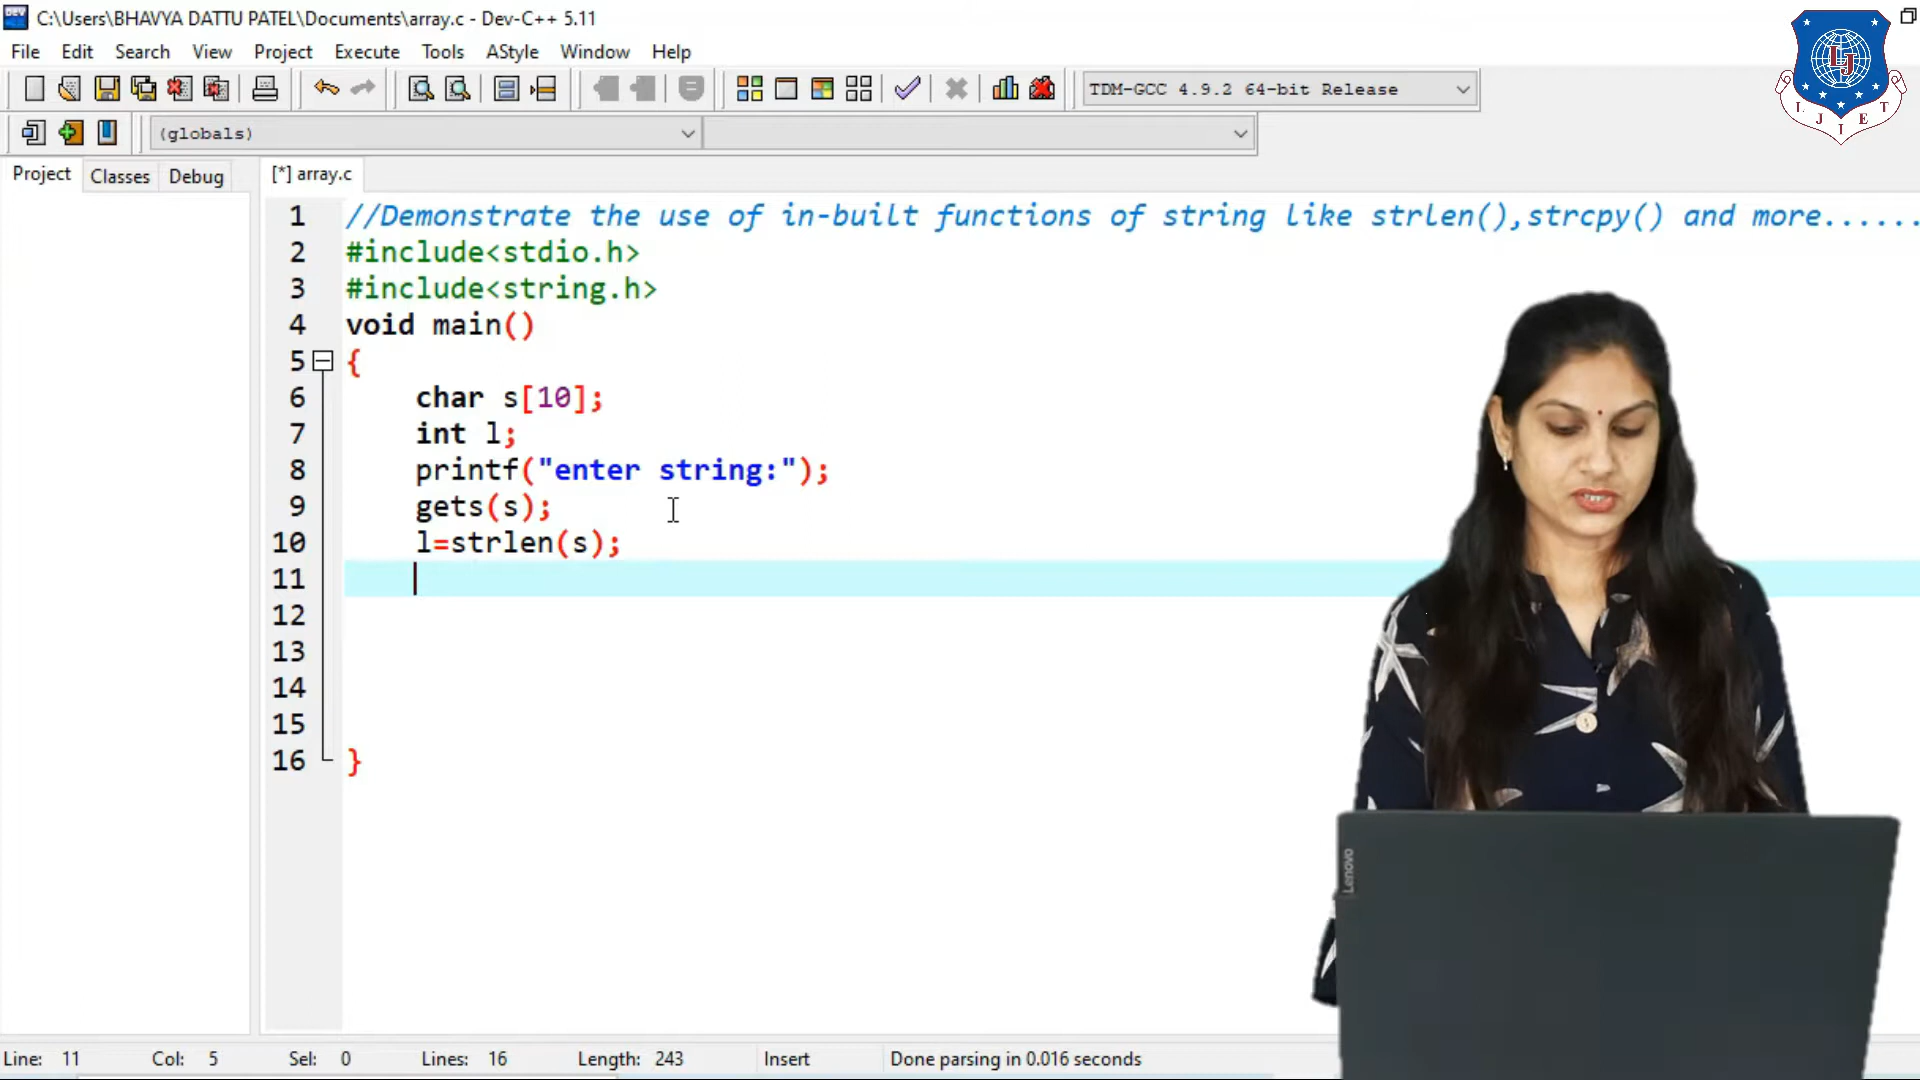 C:\Users\BHAVYA DATTU PATEL\Documents\array.c - Dev-C++ 5.11
File Edit Search View Project Execute Tools AStyle Window Help
TDM-GCC 4.9.2 64-bit Release
(globals)
Project Classes Debug
[*] array.c
1 //Demonstrate the use of in-built functions of string like strlen(),strcpy() and more......
2 #include<stdio.h>
3 #include<string.h>
4 void main()
5 {
6 char s[10];
7 int l;
8 printf("enter string:");
9 gets(s);
10 l=strlen(s);
11
12
13
14
15
16 }
Line: 11 Col: 5 Sel: 0 Lines: 16 Length: 243 Insert Done parsing in 0.016 seconds
LJ
LJIET
Lenovo